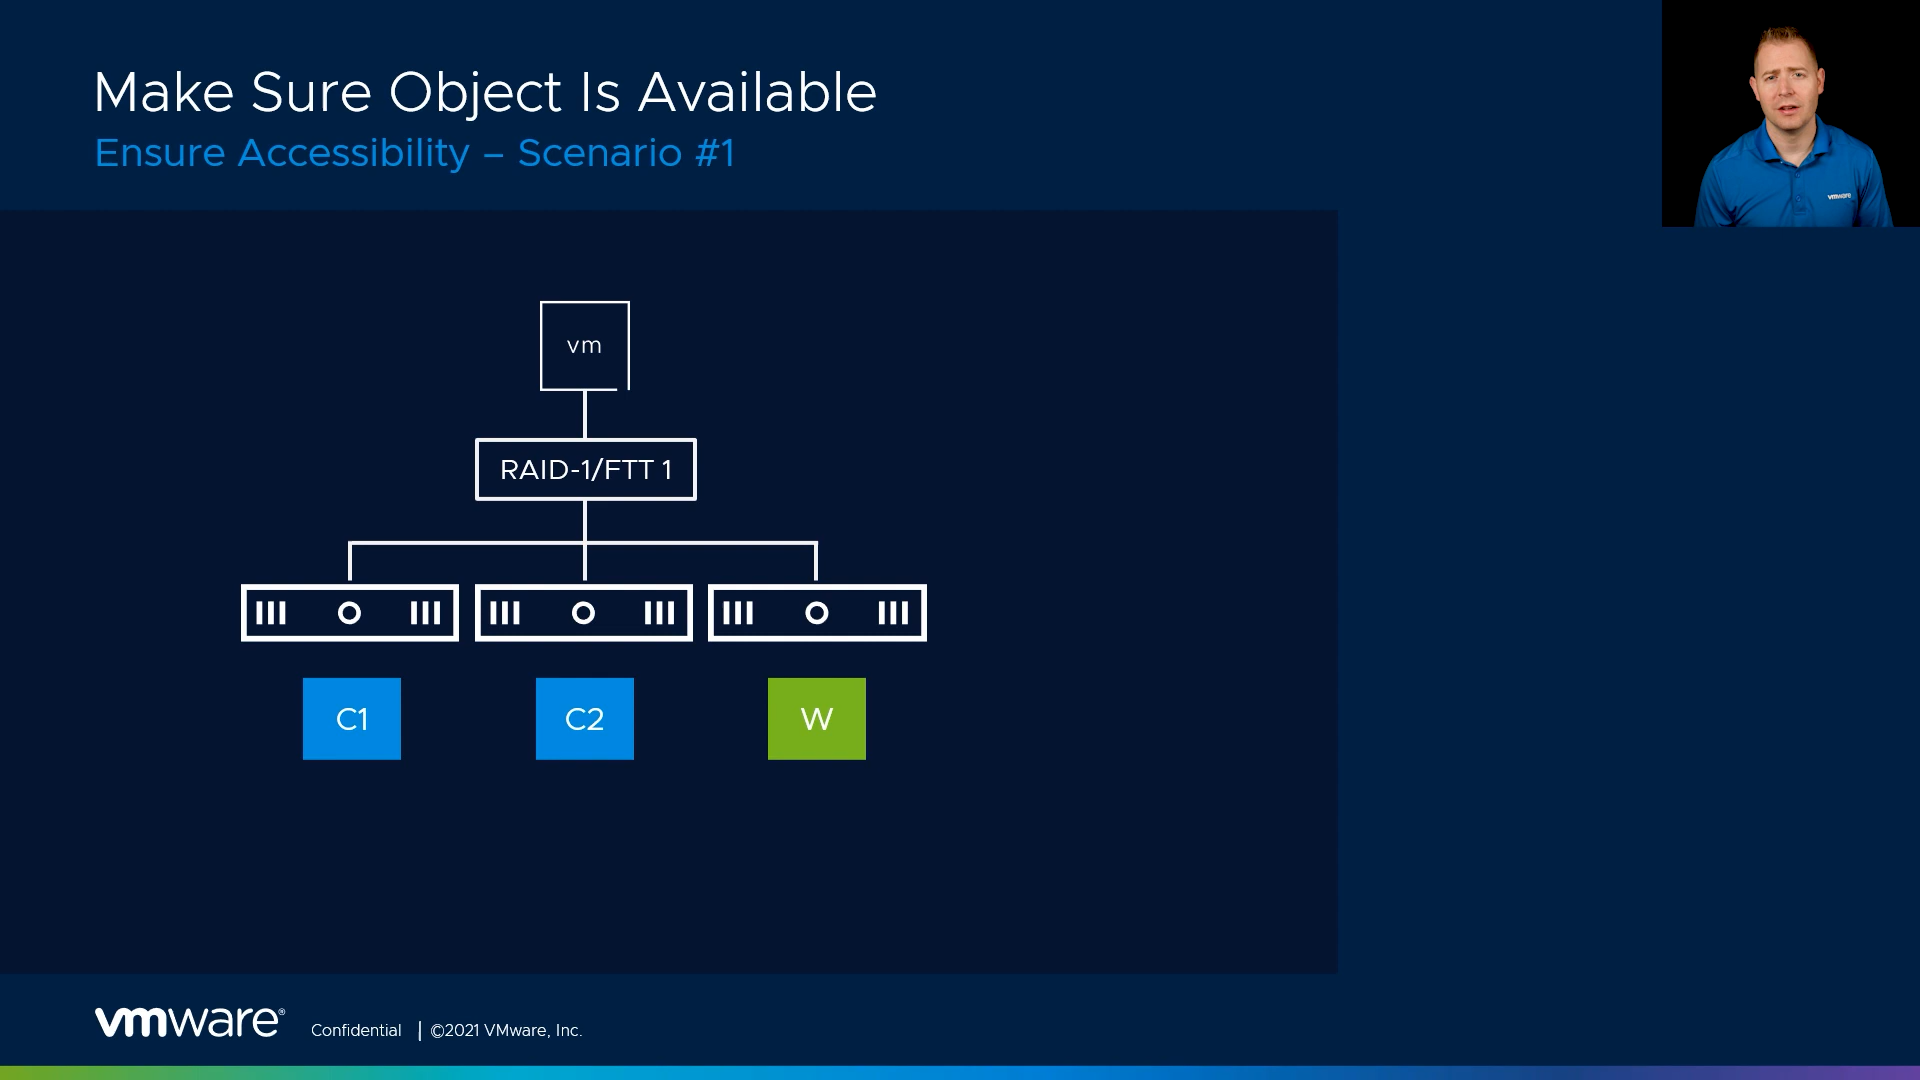 Make Sure Object Is Available
Ensure Accessibility – Scenario #1
vmware
vm
RAID-1/FTT 1
C1
C2
W
vmware®
Confidential | ©2021 VMware, Inc.